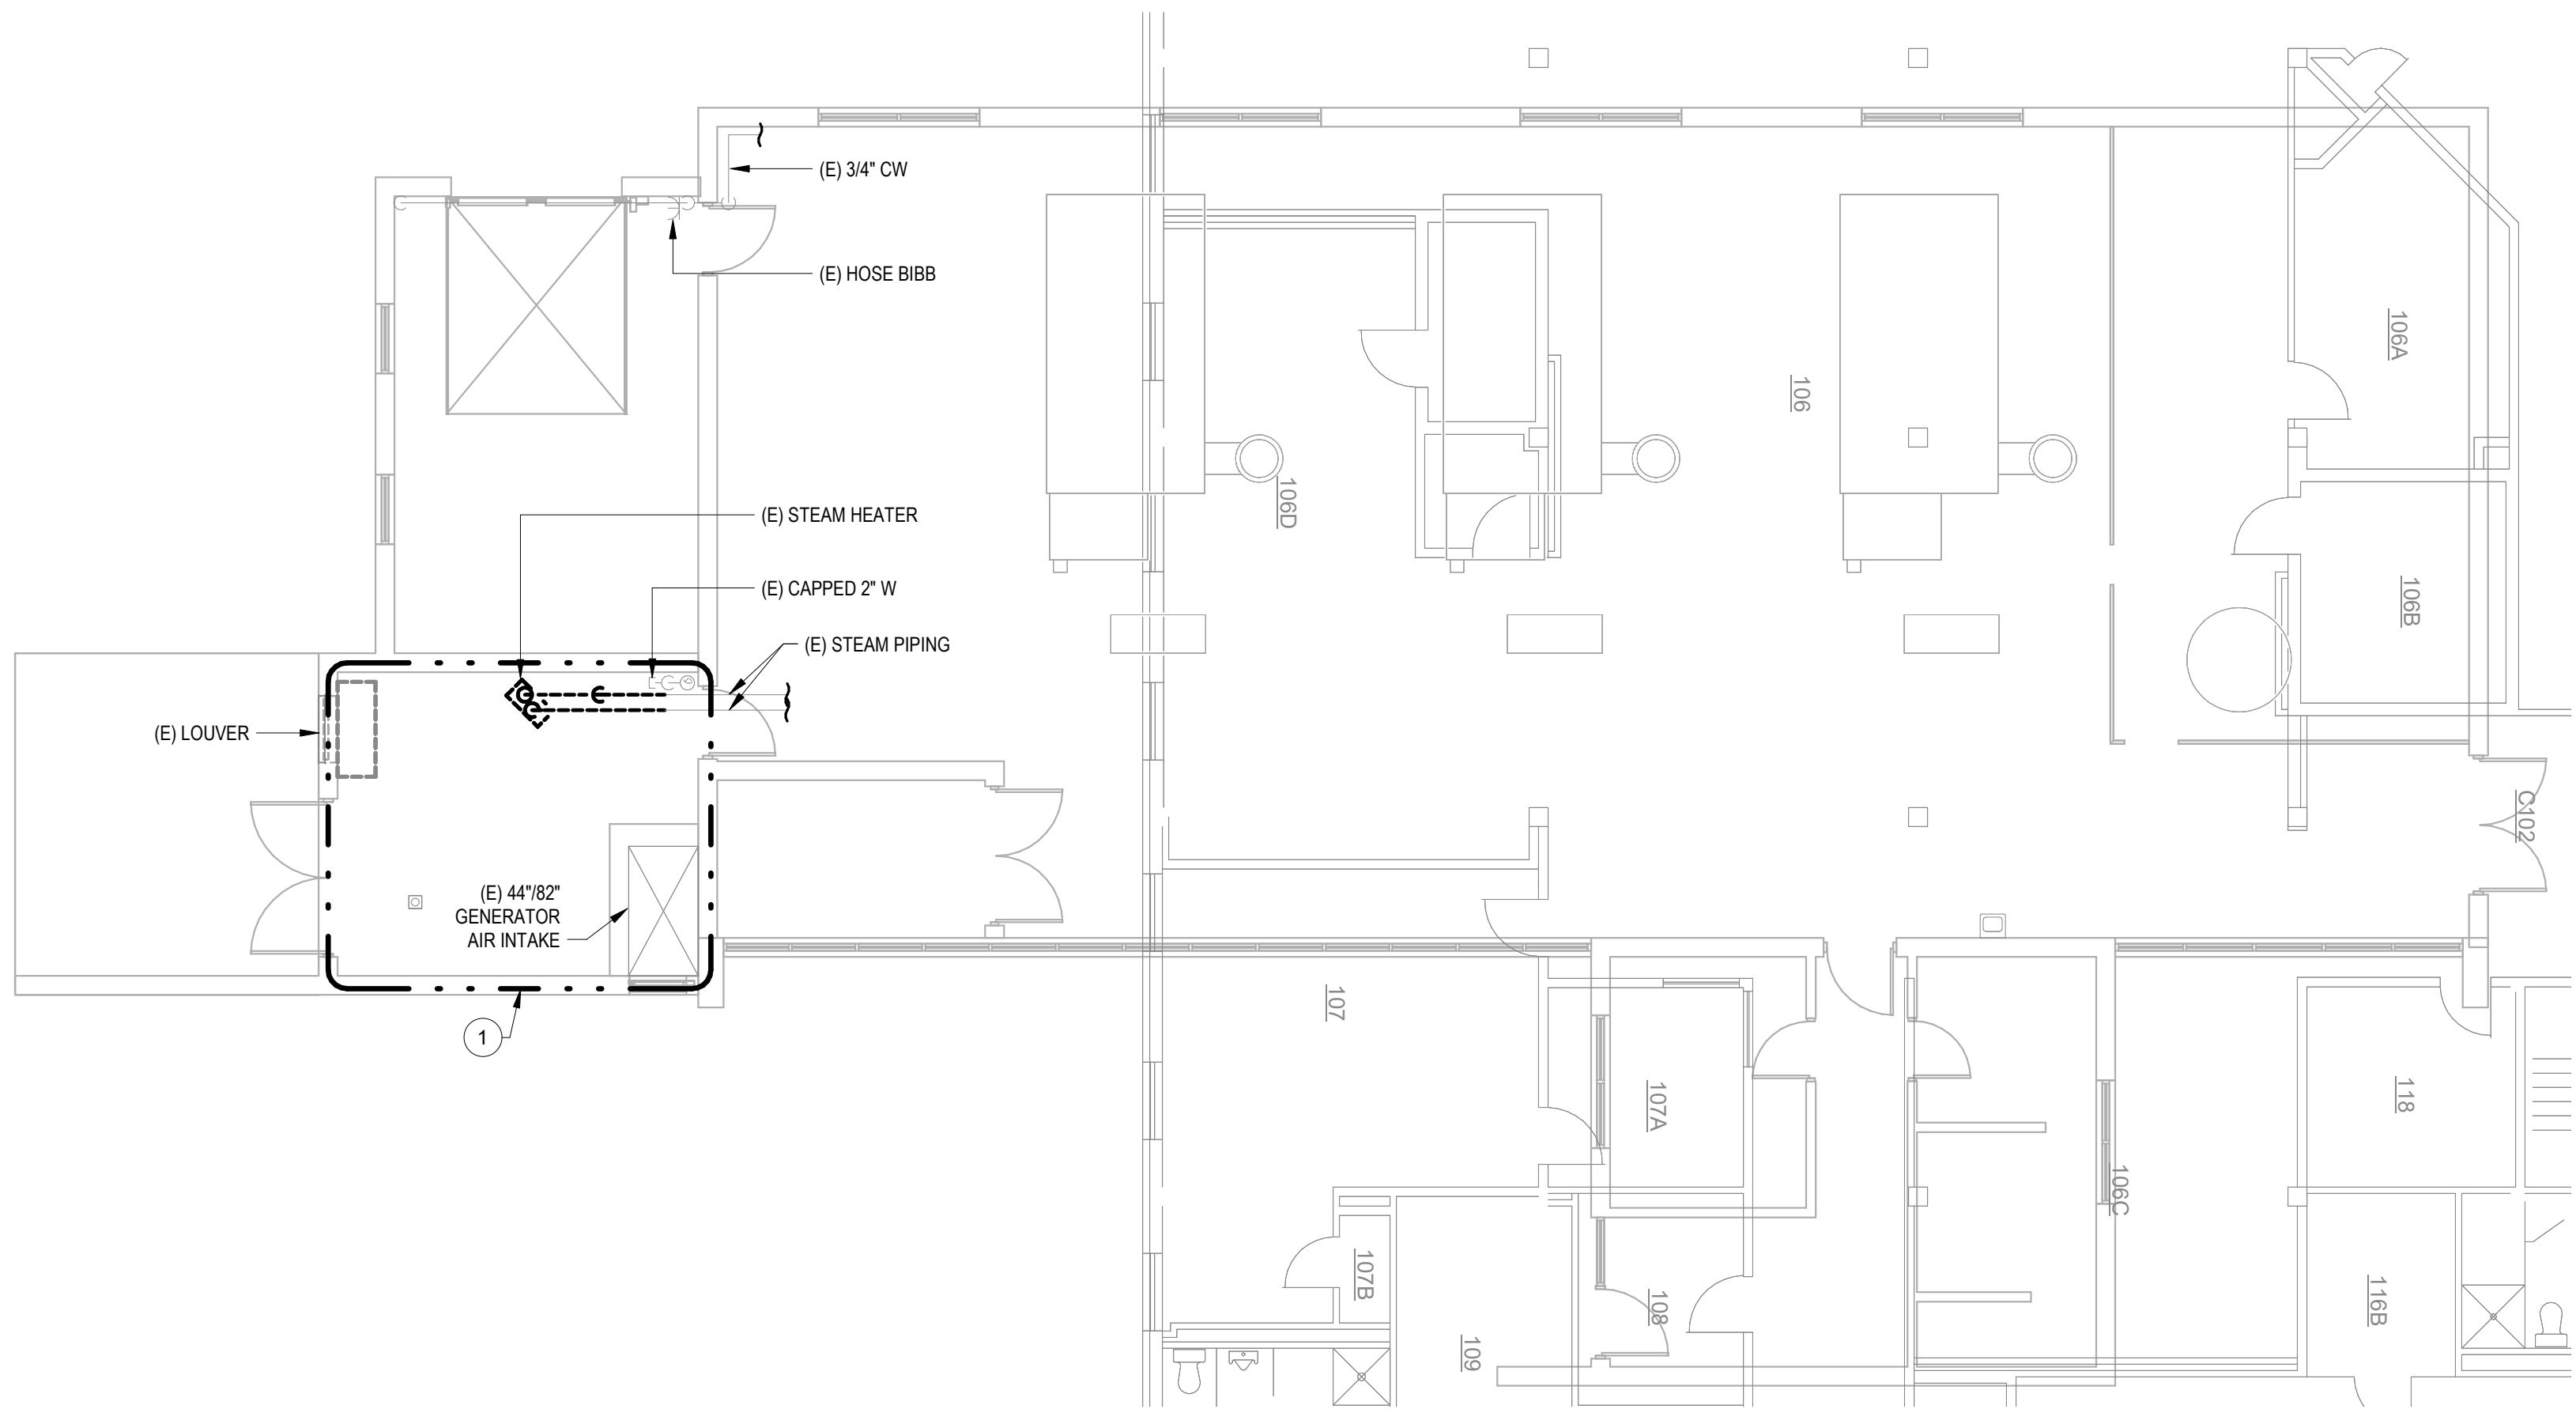 (E) 3/4" CW
(E) HOSE BIBB
106A
106
106D
(E) STEAM HEATER
(E) CAPPED 2" W
106B
(E) STEAM PIPING
(E) LOUVER
C102
(E) 44"/82"
GENERATOR
AIR INTAKE
107
1
107A
118
106C
107B
108
116B
109